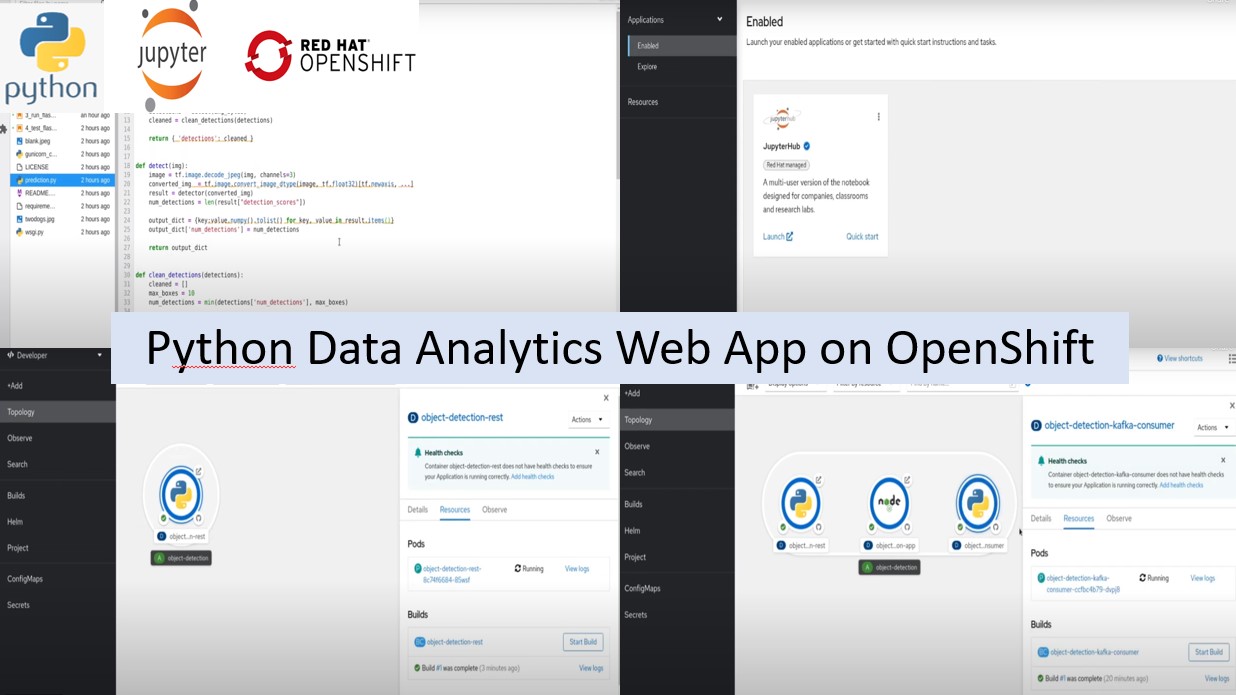 python
jupyter
RED HAT®
OPENSHIFT
3_run_flas... an hour ago
4_test_flas... 2 hours ago
blank.jpeg 2 hours ago
gunicorn_c... 2 hours ago
LICENSE 2 hours ago
prediction.py 2 hours ago
README.... 2 hours ago
requireme... 2 hours ago
twodogs.jpg 2 hours ago
wsgi.py 2 hours ago
13 cleaned = clean_detections(detections)
14
15 return { 'detections': cleaned }
16
17
18 def detect(img):
19 image = tf.image.decode_jpeg(img, channels=3)
20 converted_img = tf.image.convert_image_dtype(image, tf.float32)[tf.newaxis, ...]
21 result = detector(converted_img)
22 num_detections = len(result["detection_scores"])
23
24 output_dict = {key:value.numpy().tolist() for key, value in result.items()}
25 output_dict['num_detections'] = num_detections
26
27 return output_dict
28
29
30 def clean_detections(detections):
31 cleaned = []
32 max_boxes = 10
33 num_detections = min(detections['num_detections'], max_boxes)
Applications
Enabled
Explore
Resources
Enabled
Launch your enabled applications or get started with quick start instructions and tasks.
jupyterhub
JupyterHub
Red Hat managed
A multi-user version of the notebook
designed for companies, classrooms
and research labs.
Launch Quick start
Python Data Analytics Web App on OpenShift
Developer
+Add
Topology
Observe
Search
Builds
Helm
Project
ConfigMaps
Secrets
object...n-rest
object-detection
object-detection-rest
Actions
Health checks
Container object-detection-rest does not have health checks to ensure
your Application is running correctly. Add health checks
Details Resources Observe
Pods
object-detection-rest-
8c74f6684-85wsf
Running View logs
Builds
object-detection-rest Start Build
Build #1 was complete (3 minutes ago) View logs
View shortcuts
+Add
Topology
Observe
Search
Builds
Helm
Project
ConfigMaps
Secrets
node
object...n-rest
object...on-app
object...nsumer
object-detection
object-detection-kafka-consumer
Actions
Health checks
Container object-detection-kafka-consumer does not have health checks
to ensure your Application is running correctly. Add health checks
Details Resources Observe
Pods
object-detection-kafka-
consumer-ccfbc4b79-dvpj8
Running View logs
Builds
object-detection-kafka-consumer Start Build
Build #1 was complete (20 minutes ago) View logs